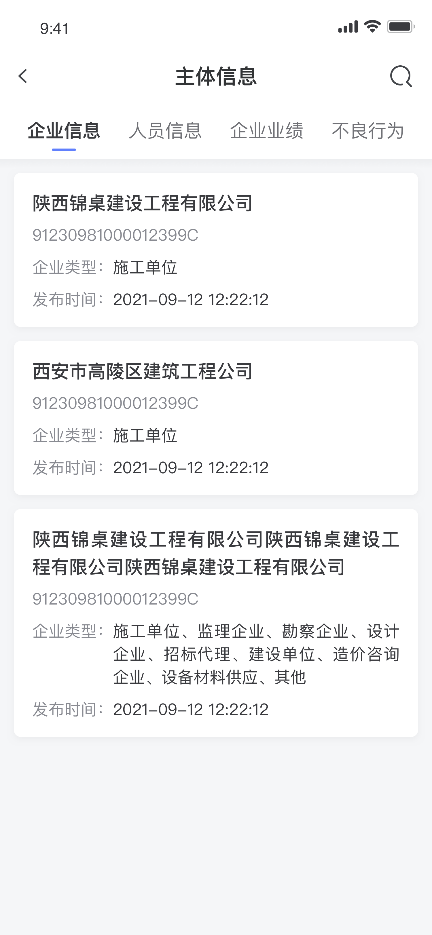 9:41
主体信息
企业信息 人员信息 企业业绩 不良行为
陕西锦桌建设工程有限公司
91230981000012399C
企业类型：施工单位
发布时间：2021-09-12 12:22:12
西安市高陵区建筑工程公司
91230981000012399C
企业类型：施工单位
发布时间：2021-09-12 12:22:12
陕西锦桌建设工程有限公司陕西锦桌建设工
程有限公司陕西锦桌建设工程有限公司
91230981000012399C
企业类型：施工单位、监理企业、勘察企业、设计
企业、招标代理、建设单位、造价咨询
企业、设备材料供应、其他
发布时间：2021-09-12 12:22:12